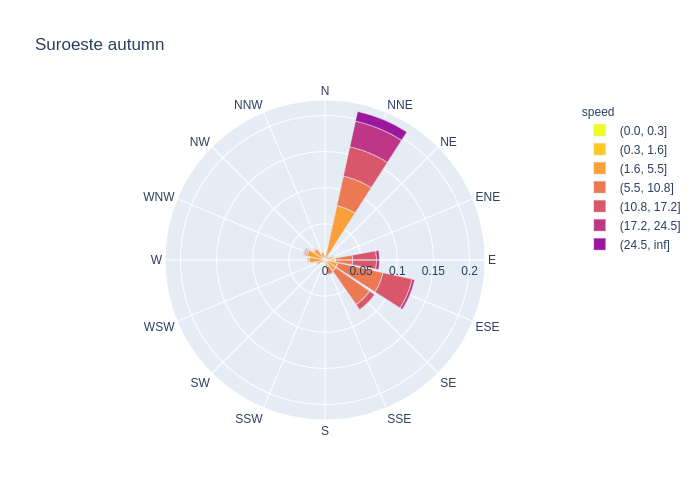 Suroeste autumn
N
NNW
NNE
NW
NE
WNW
ENE
W
E
0
0.05
0.1
0.15
0.2
WSW
ESE
SW
SE
SSW
SSE
S
speed
(0.0, 0.3]
(0.3, 1.6]
(1.6, 5.5]
(5.5, 10.8]
(10.8, 17.2]
(17.2, 24.5]
(24.5, inf]